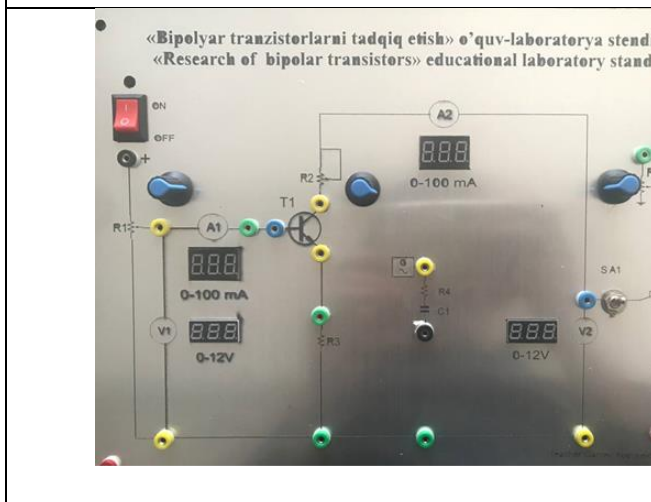 «Bipolyar tranzistorlarni tadqiq etish» o'quv-laboratorya stend
«Research of bipolar transistors» educational laboratory stand
ON
OFF
+
A2
0-100 mA
R2
T1
R1
A1
0-100 mA
V1
0-12V
G
R4
C1
R3
SA1
V2
0-12V